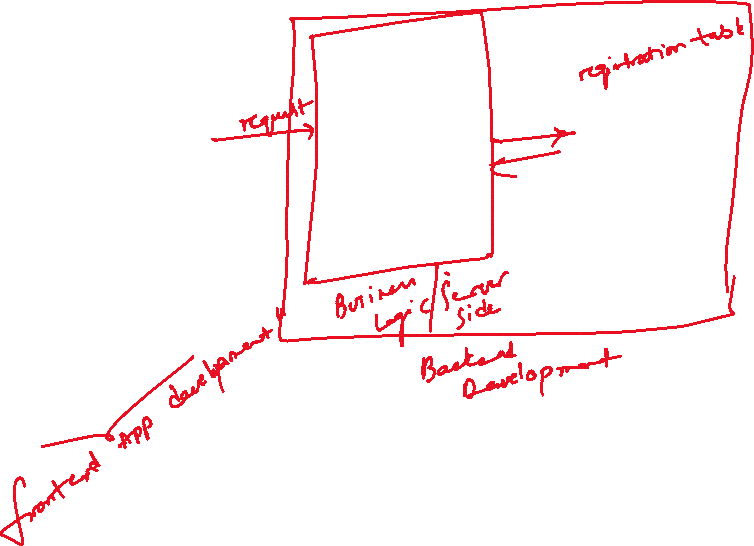 registration table
request
Business
Logic
Server
side
Backend
Development
frontend APP development